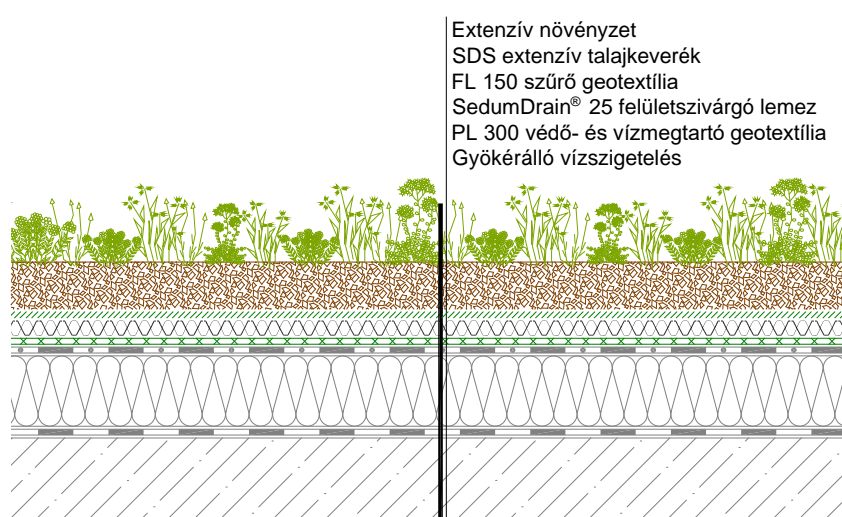 Extenzív növényzet
SDS extenzív talajkeverék
FL 150 szűrő geotextília
SedumDrain® 25 felületszivárgó lemez
PL 300 védő- és vízmegtartó geotextília
Gyökérálló vízszigetelés